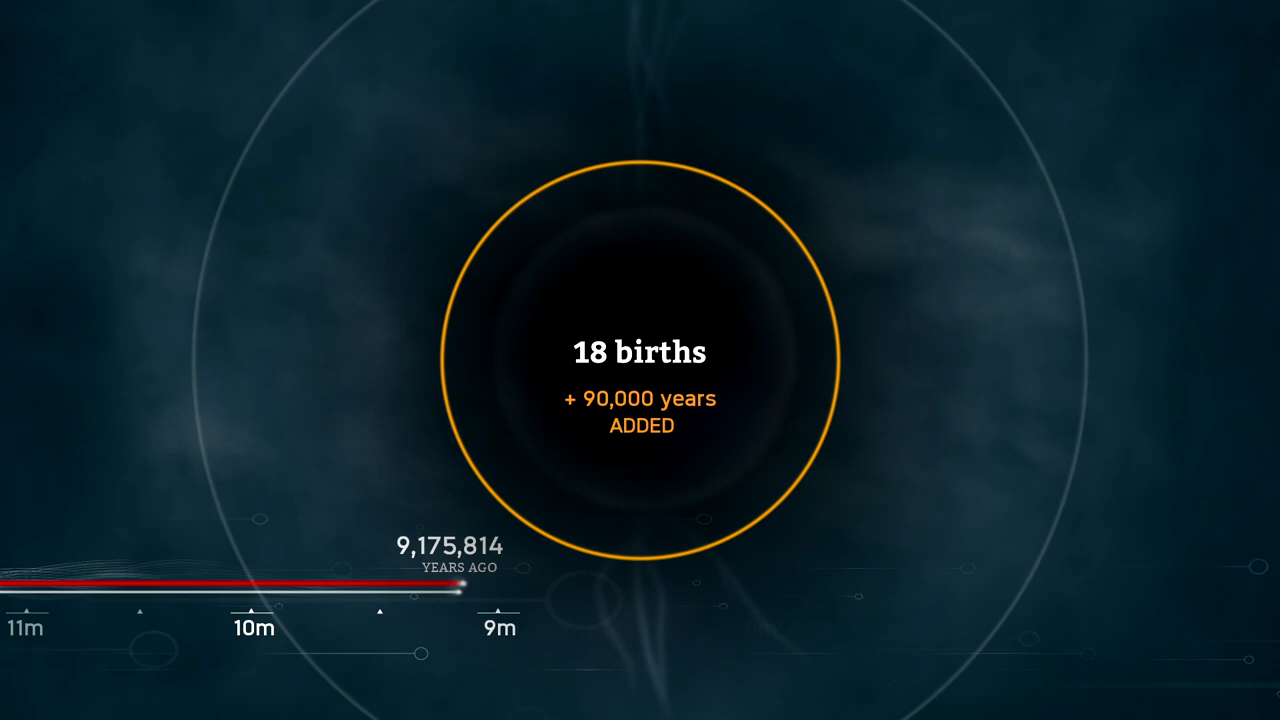 18 births
+ 90,000 years
ADDED
9,175,814
YEARS AGO
11m
10m
9m